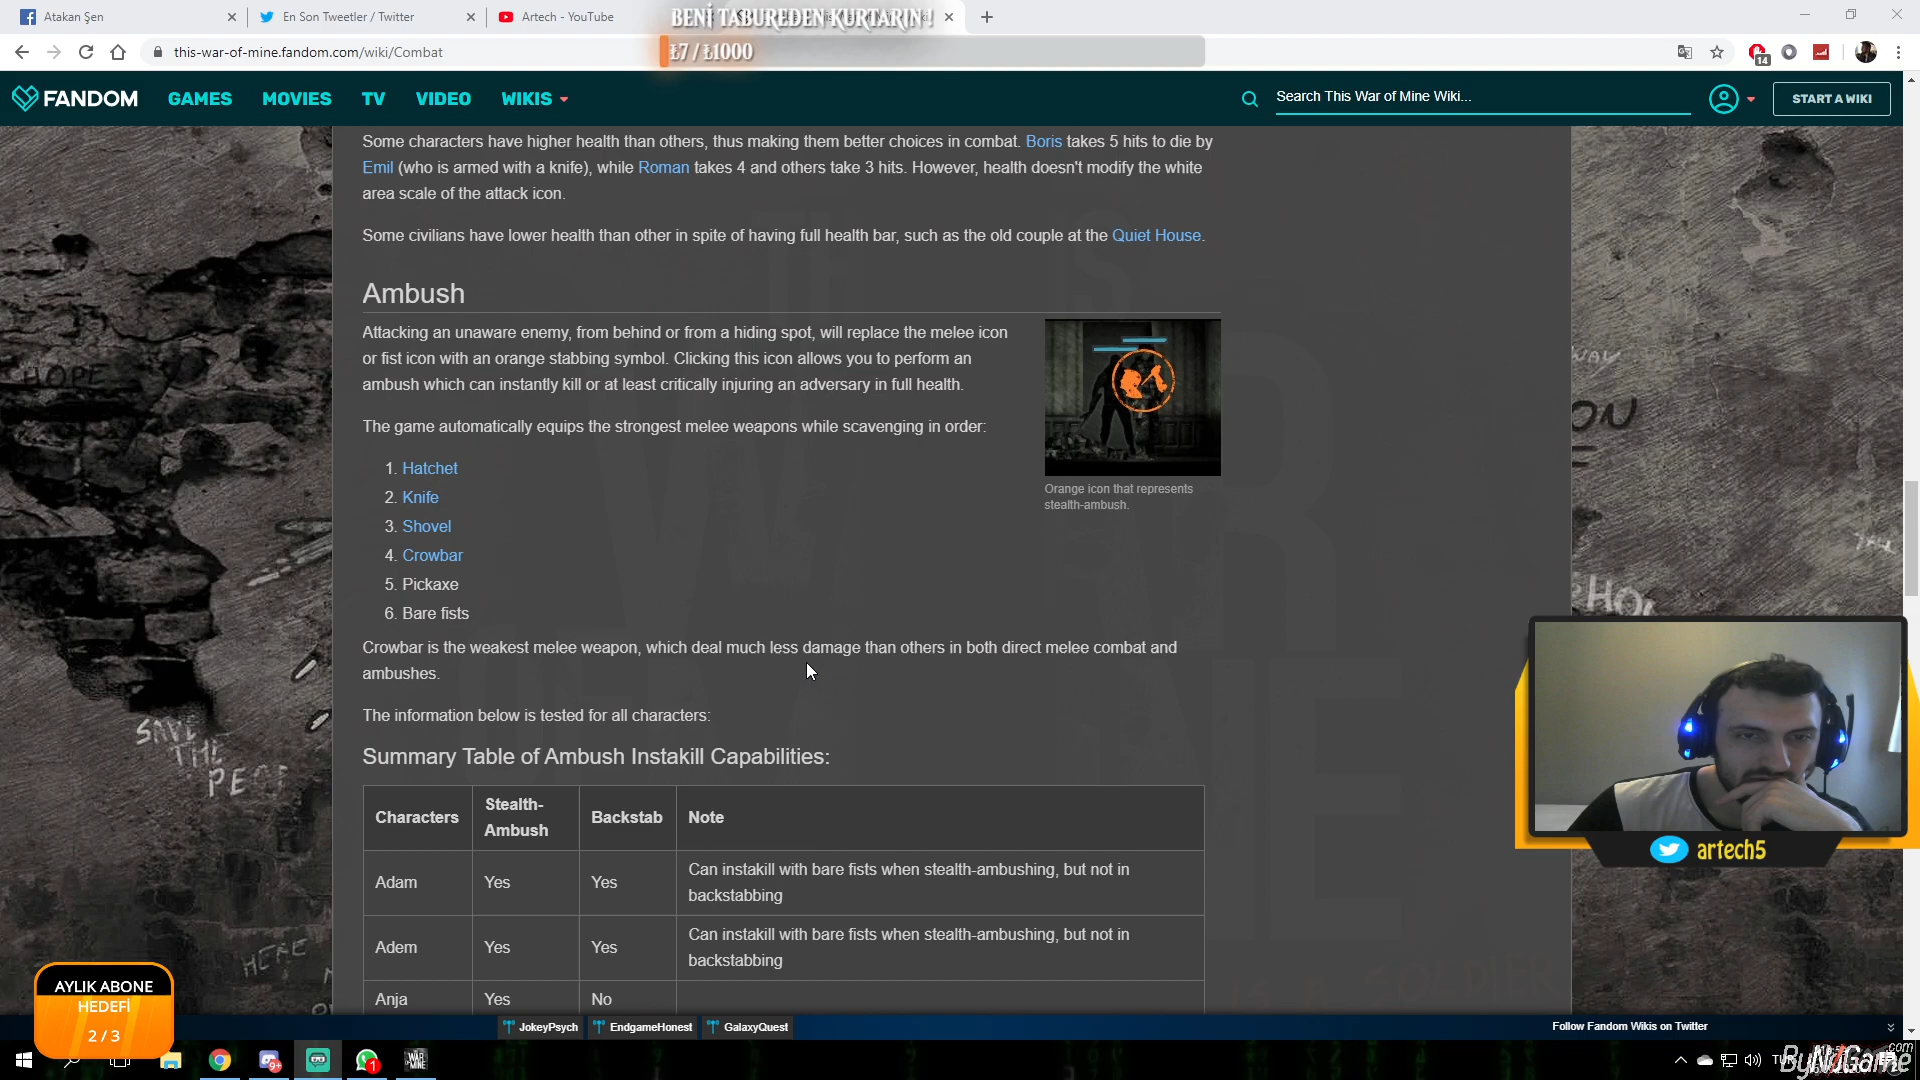 Atakan Şen
En Son Tweetler / Twitter
Artech - YouTube
BENİ TABUREDEN KURTARIN!
this-war-of-mine.fandom.com/wiki/Combat
₺7 / ₺1000
14
FANDOM
GAMES
MOVIES
TV
VIDEO
WIKIS
Search This War of Mine Wiki...
START A WIKI
Some characters have higher health than others, thus making them better choices in combat. Boris takes 5 hits to die by
Emil (who is armed with a knife), while Roman takes 4 and others take 3 hits. However, health doesn't modify the white
area scale of the attack icon.
Some civilians have lower health than other in spite of having full health bar, such as the old couple at the Quiet House.
Ambush
Attacking an unaware enemy, from behind or from a hiding spot, will replace the melee icon
or fist icon with an orange stabbing symbol. Clicking this icon allows you to perform an
ambush which can instantly kill or at least critically injuring an adversary in full health.
The game automatically equips the strongest melee weapons while scavenging in order:
1. Hatchet
2. Knife
3. Shovel
4. Crowbar
5. Pickaxe
6. Bare fists
Orange icon that represents
stealth-ambush.
Crowbar is the weakest melee weapon, which deal much less damage than others in both direct melee combat and
ambushes.
The information below is tested for all characters:
Summary Table of Ambush Instakill Capabilities:
Characters
Stealth-
Ambush
Backstab
Note
Adam
Yes
Yes
Can instakill with bare fists when stealth-ambushing, but not in
backstabbing
Adem
Yes
Yes
Can instakill with bare fists when stealth-ambushing, but not in
backstabbing
Anja
Yes
No
HOPE
SAVE
THE
HERE
artech5
AYLIK ABONE
HEDEFİ
2 / 3
JokeyPsych
EndgameHonest
GalaxyQuest
Follow Fandom Wikis on Twitter
9+
1
ByNoGame
.com